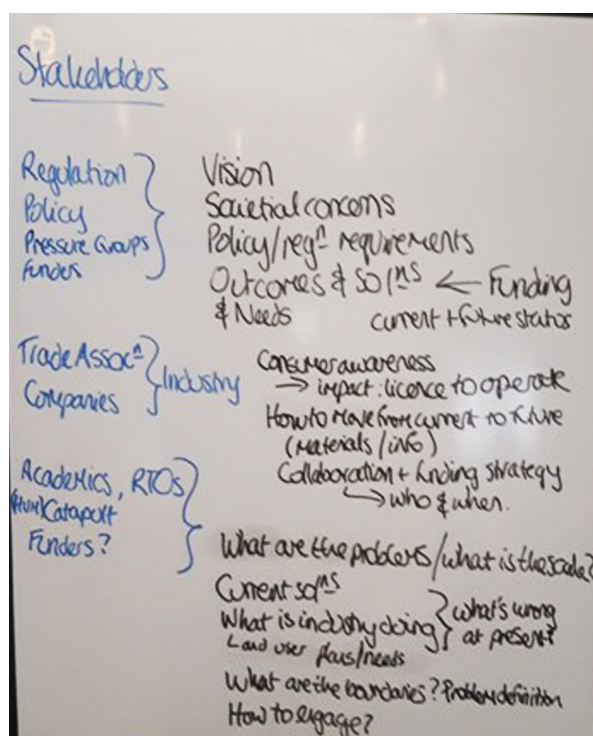 Stakeholders
Regulation
Policy
Pressure Groups
Funders
Vision
Societial concerns
Policy/regⁿ requirements
Outcomes & solⁿˢ ← Funding
& Needs current + future status
Trade Assocⁿ
Companies
Industry
Consumer awareness
→ impact: licence to operate
How to move from current to future
(Materials / info)
Collaboration + funding strategy
↳ who & when.
Academics, RTOs
(HVM) Catapult
Funders?
What are the problems/what is the scale?
Current solⁿˢ
What is industry doing
Land user plans/needs
what's wrong
at present?
What are the boundaries? Problem definition
How to engage?